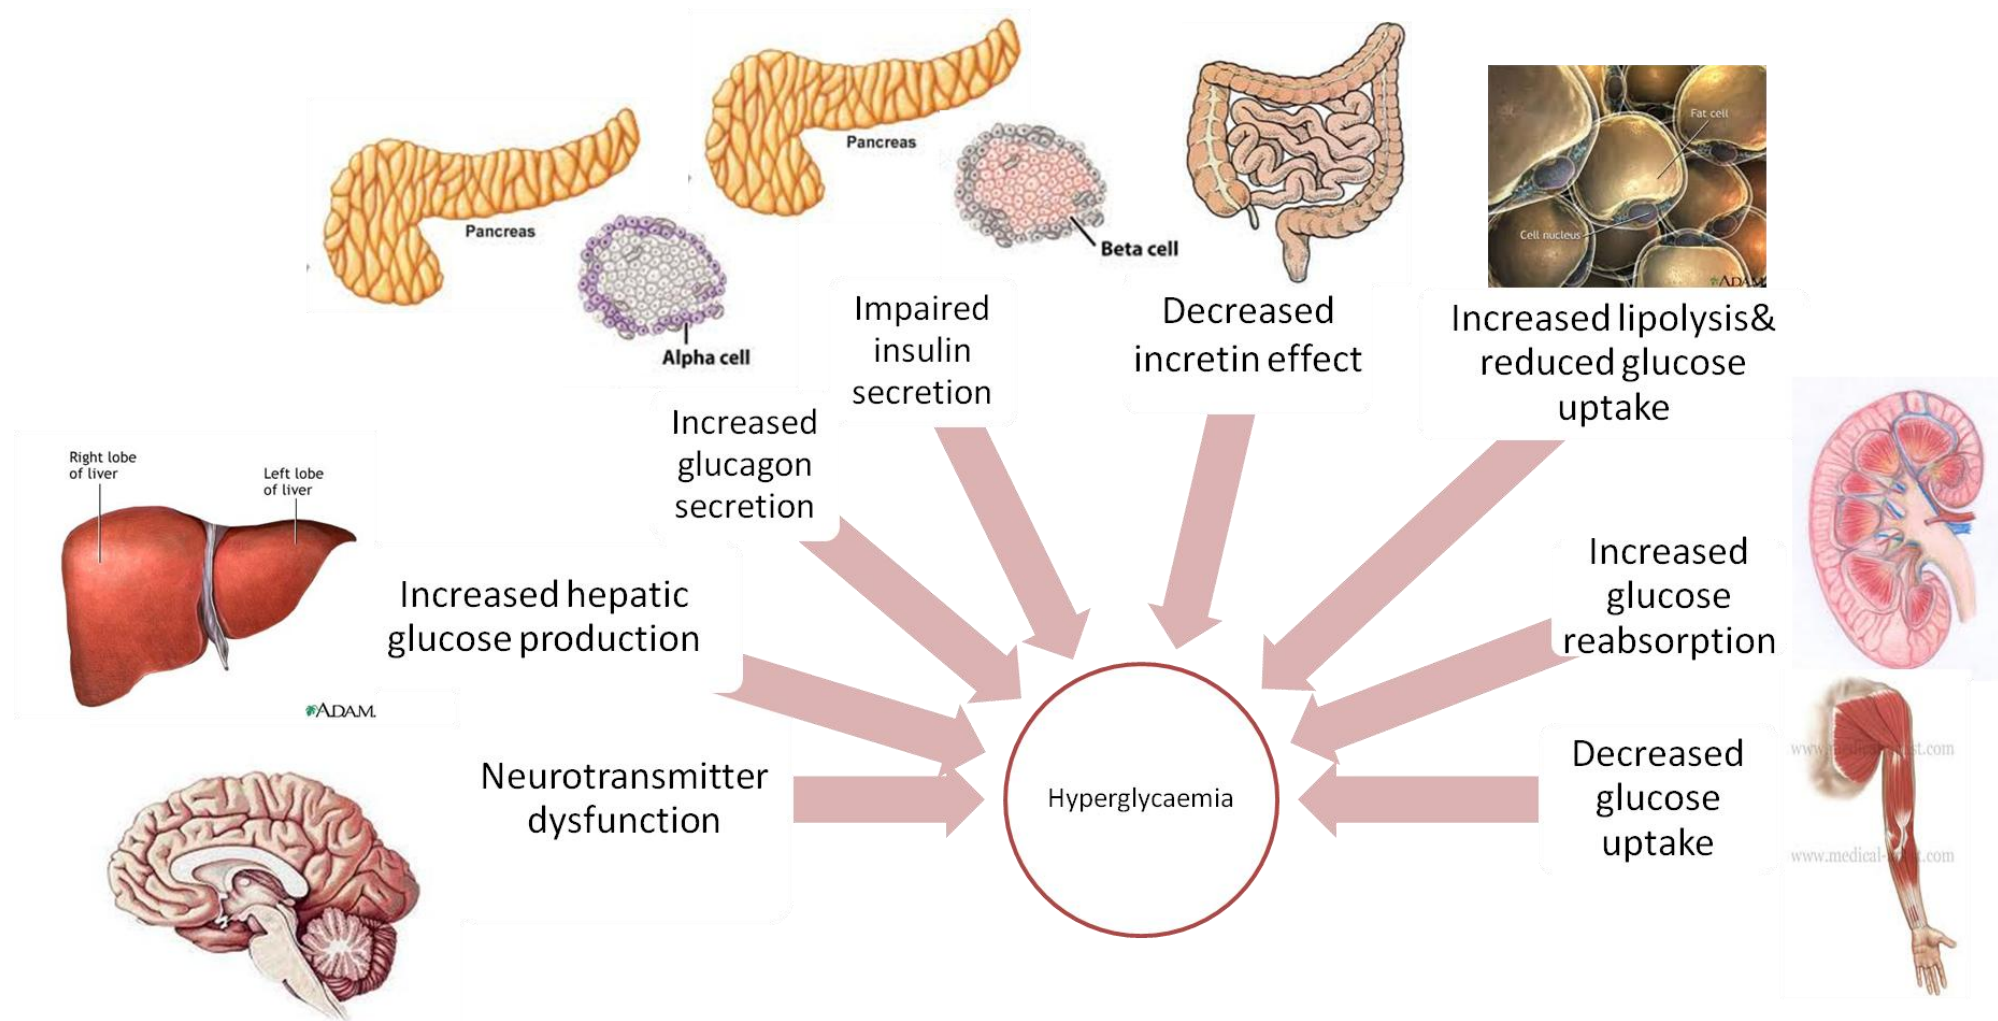 Pancreas
Alpha cell
Pancreas
Beta cell
Fat cell
Cell nucleus
ADAM
Impaired
insulin
secretion
Decreased
incretin effect
Increased lipolysis&
reduced glucose
uptake
Increased
glucagon
secretion
Right lobe
of liver
Left lobe
of liver
ADAM.
Increased hepatic
glucose production
Increased
glucose
reabsorption
Neurotransmitter
dysfunction
Hyperglycaemia
Decreased
glucose
uptake